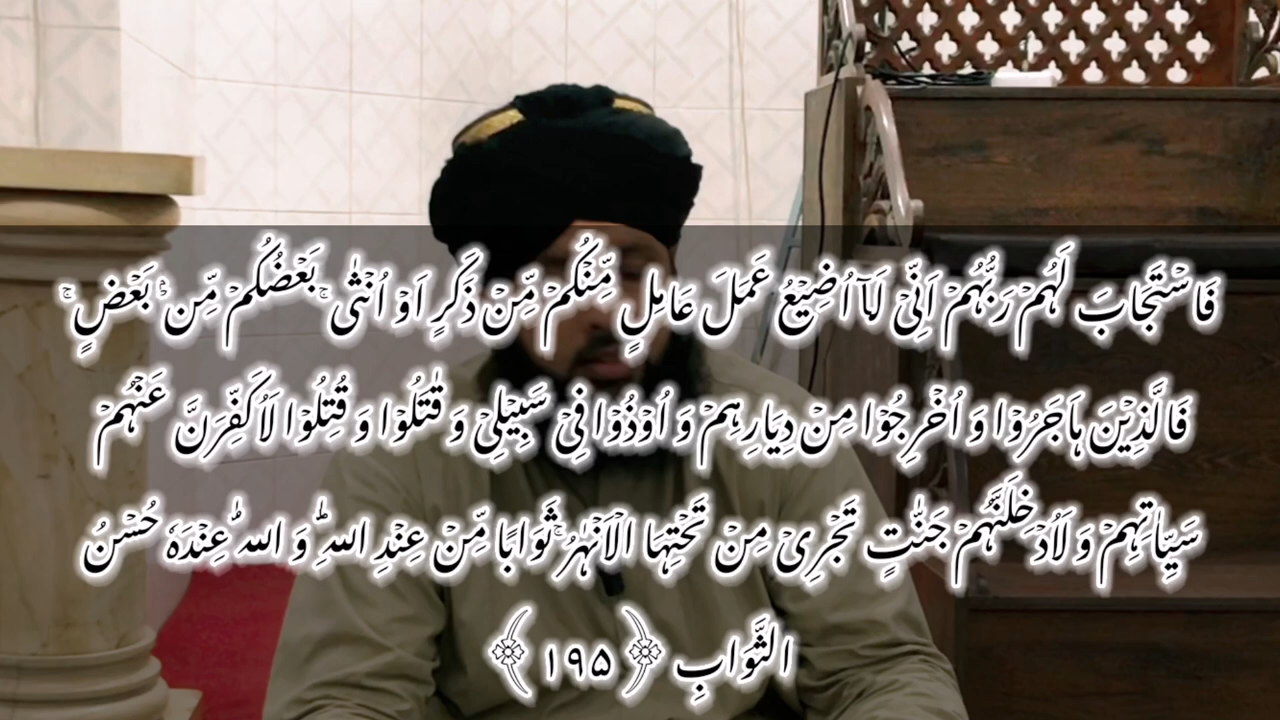 فَاسْتَجَابَ لَهُمْ رَبُّهُمْ اَنِّیْ لَاۤ اُضِیْعُ عَمَلَ عَامِلٍ مِّنْكُمْ مِّنْ ذَكَرٍ اَوْ اُنْثٰىۚ-بَعْضُكُمْ مِّنْۢ بَعْضٍۚ
فَالَّذِیْنَ هَاجَرُوْا وَ اُخْرِجُوْا مِنْ دِیَارِهِمْ وَ اُوْذُوْا فِیْ سَبِیْلِیْ وَ قٰتَلُوْا وَ قُتِلُوْا لَاُكَفِّرَنَّ عَنْهُمْ
سَیِّاٰتِهِمْ وَ لَاُدْخِلَنَّهُمْ جَنّٰتٍ تَجْرِیْ مِنْ تَحْتِهَا الْاَنْهٰرُۚ-ثَوَابًا مِّنْ عِنْدِ اللّٰهِؕ-وَ اللّٰهُ عِنْدَهٗ حُسْنُ
الثَّوَابِ ﴿۱۹۵﴾